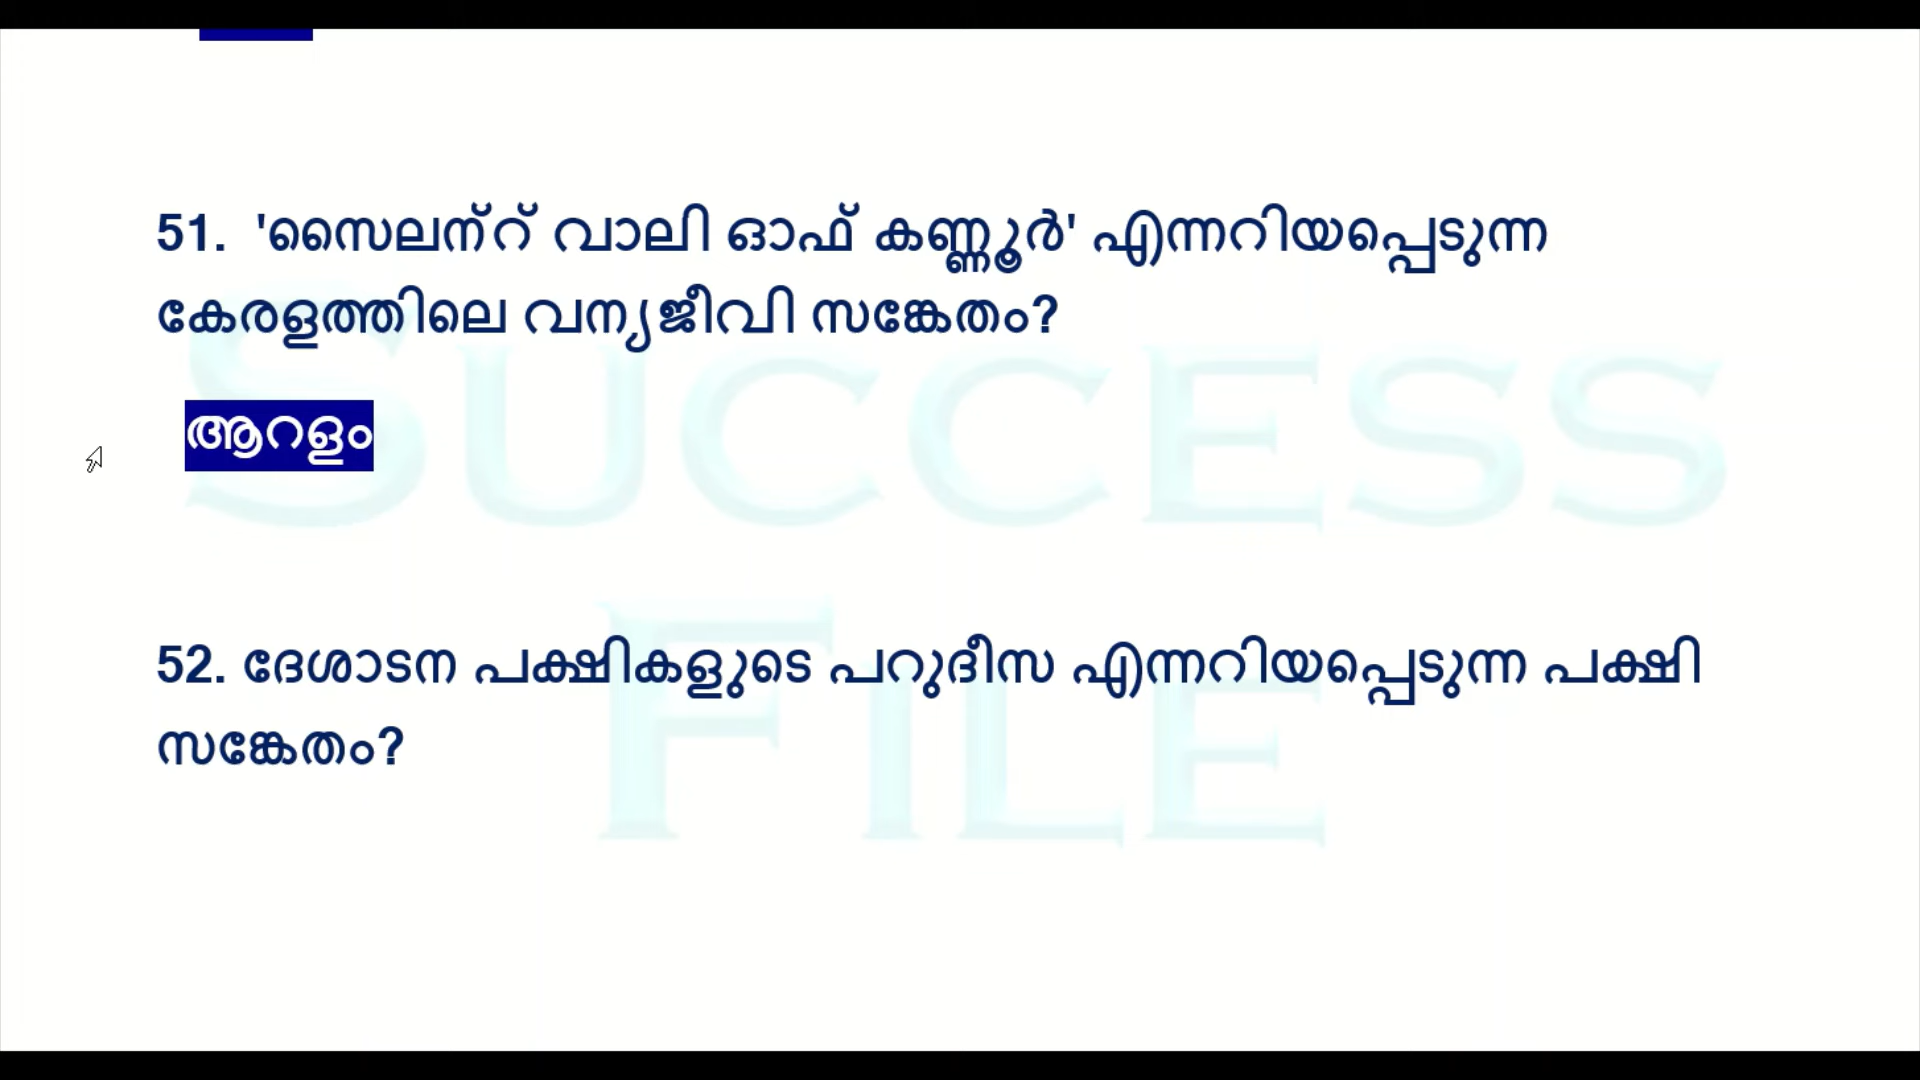 51. 'സൈലന്റ് വാലി ഓഫ് കണ്ണൂർ' എന്നറിയപ്പെടുന്ന
കേരളത്തിലെ വന്യജീവി സങ്കേതം?
ആറളം
SUCCESS
FILE
52. ദേശാടന പക്ഷികളുടെ പറുദീസ എന്നറിയപ്പെടുന്ന പക്ഷി
സങ്കേതം?